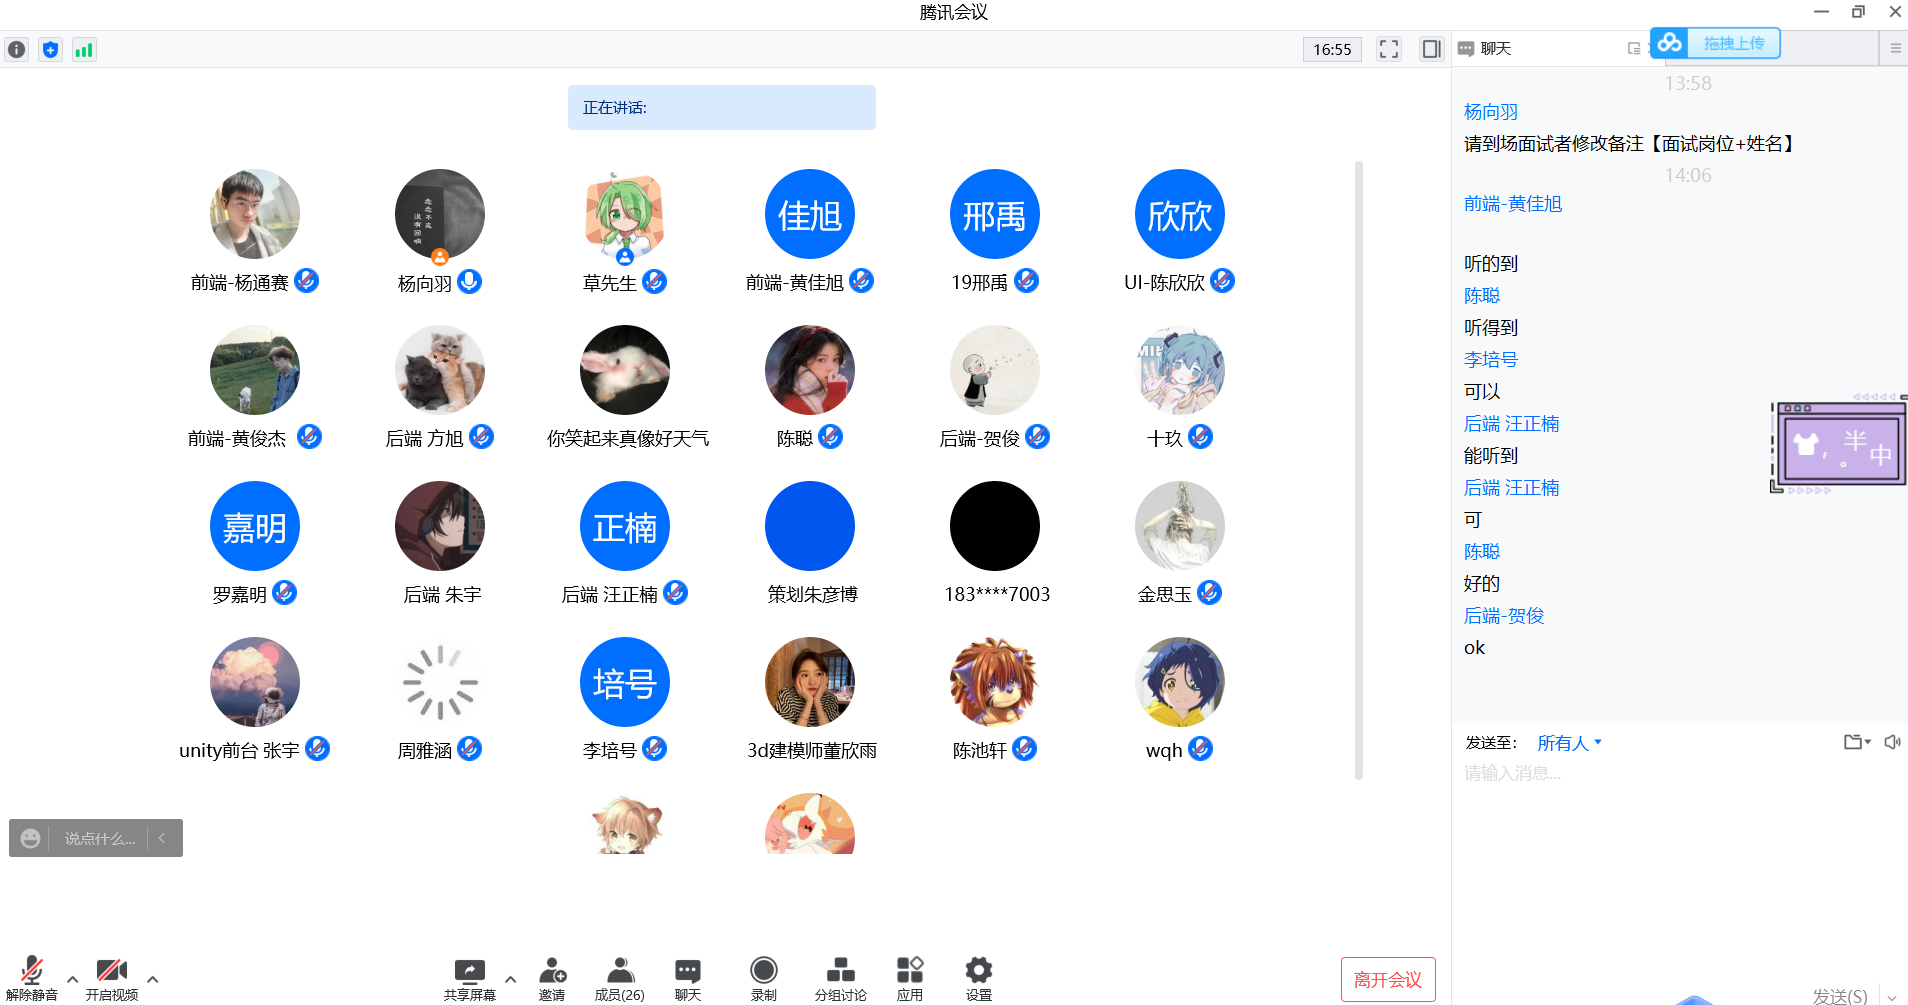 腾讯会议
16:55
聊天
拖拽上传
正在讲话:
13:58
杨向羽
请到场面试者修改备注【面试岗位+姓名】
14:06
前端-黄佳旭
听的到
陈聪
听得到
李培号
可以
后端 汪正楠
能听到
后端 汪正楠
可
陈聪
好的
后端-贺俊
ok
佳旭
邢禹
欣欣
前端-杨通赛
杨向羽
草先生
前端-黄佳旭
19邢禹
UI-陈欣欣
前端-黄俊杰
后端 方旭
你笑起来真像好天气
陈聪
后端-贺俊
十玖
嘉明
正楠
罗嘉明
后端 朱宇
后端 汪正楠
策划朱彦博
183****7003
金思玉
培号
unity前台 张宇
周雅涵
李培号
3d建模师董欣雨
陈池轩
wqh
半
中
发送至:
所有人
请输入消息...
说点什么...
解除静音
开启视频
共享屏幕
邀请
成员(26)
聊天
录制
分组讨论
应用
设置
离开会议
发送(S)